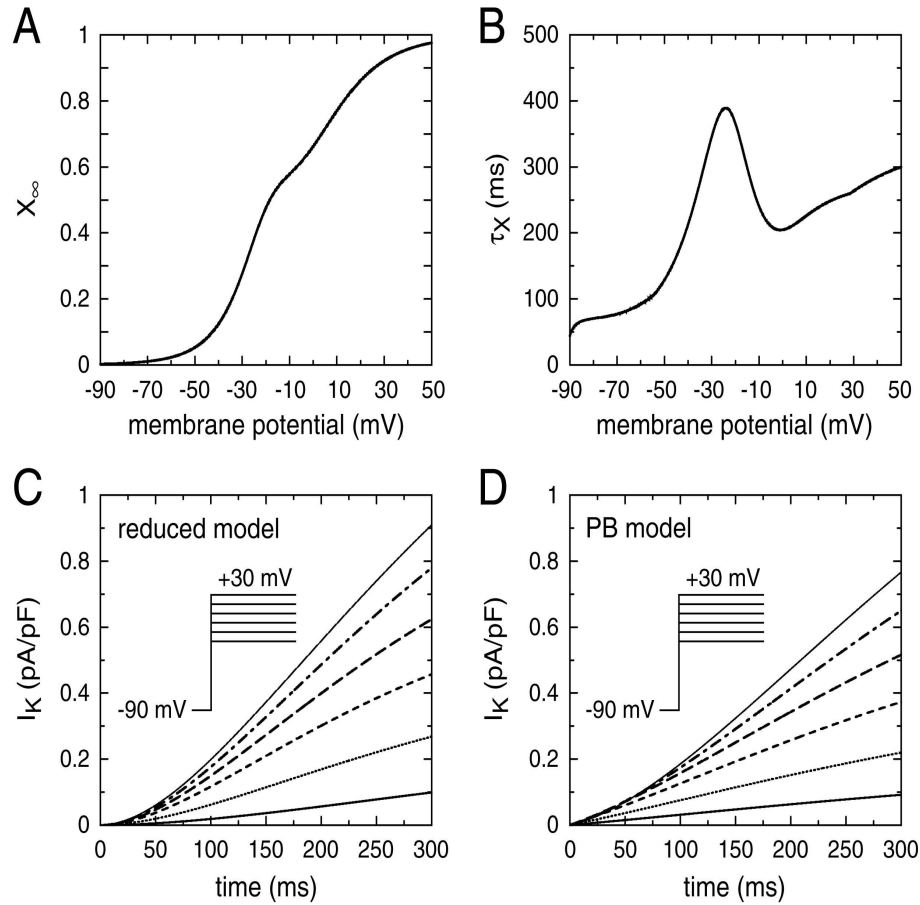 A
1
0.8
0.6
0.4
0.2
0
X∞
-90 -70 -50 -30 -10 10 30 50
membrane potential (mV)
B
500
400
300
200
100
0
τX (ms)
-90 -70 -50 -30 -10 10 30 50
membrane potential (mV)
C
1
0.8
0.6
0.4
0.2
0
IK (pA/pF)
reduced model
+30 mV
-90 mV
0 50 100 150 200 250 300
time (ms)
D
1
0.8
0.6
0.4
0.2
0
IK (pA/pF)
PB model
+30 mV
-90 mV
0 50 100 150 200 250 300
time (ms)